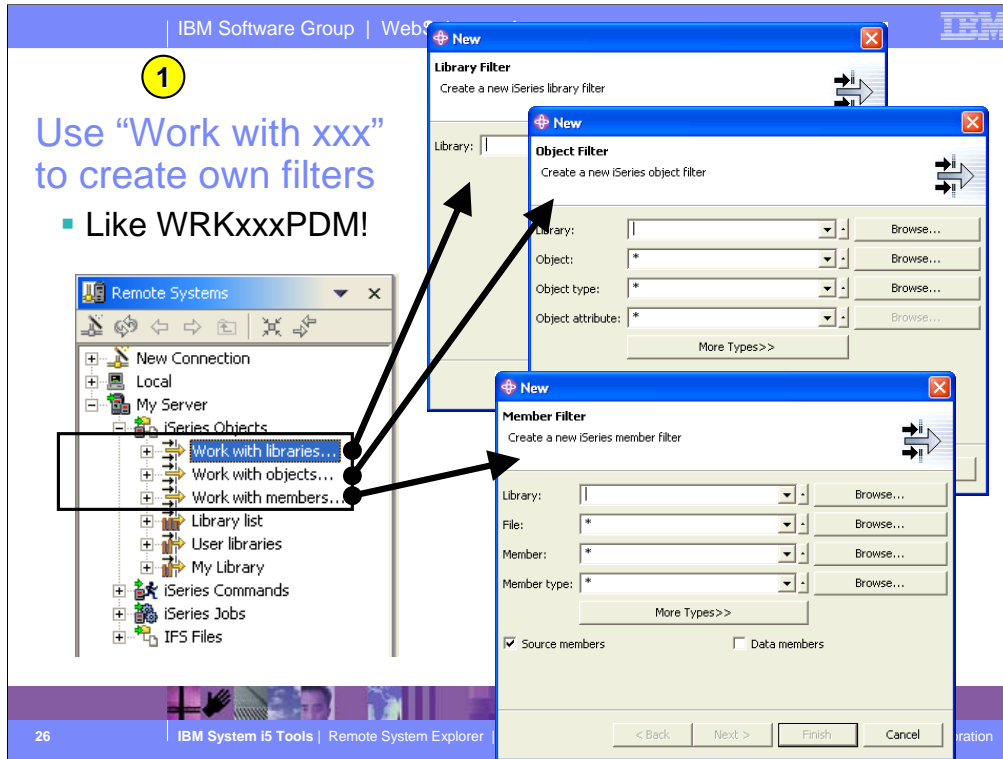 IBM Software Group | Web
IBM
1
Use “Work with xxx”
to create own filters
▪ Like WRKxxxPDM!
Remote Systems
New Connection
Local
My Server
iSeries Objects
Work with libraries...
Work with objects...
Work with members...
Library list
User libraries
My Library
iSeries Commands
iSeries Jobs
IFS Files
New
Library Filter
Create a new iSeries library filter
Library:
New
Object Filter
Create a new iSeries object filter
Library: Browse...
Object: * Browse...
Object type: * Browse...
Object attribute: * Browse...
More Types>>
New
Member Filter
Create a new iSeries member filter
Library: Browse...
File: * Browse...
Member: * Browse...
Member type: * Browse...
More Types>>
Source members Data members
< Back Next > Finish Cancel
26 IBM System i5 Tools | Remote System Explorer | ration